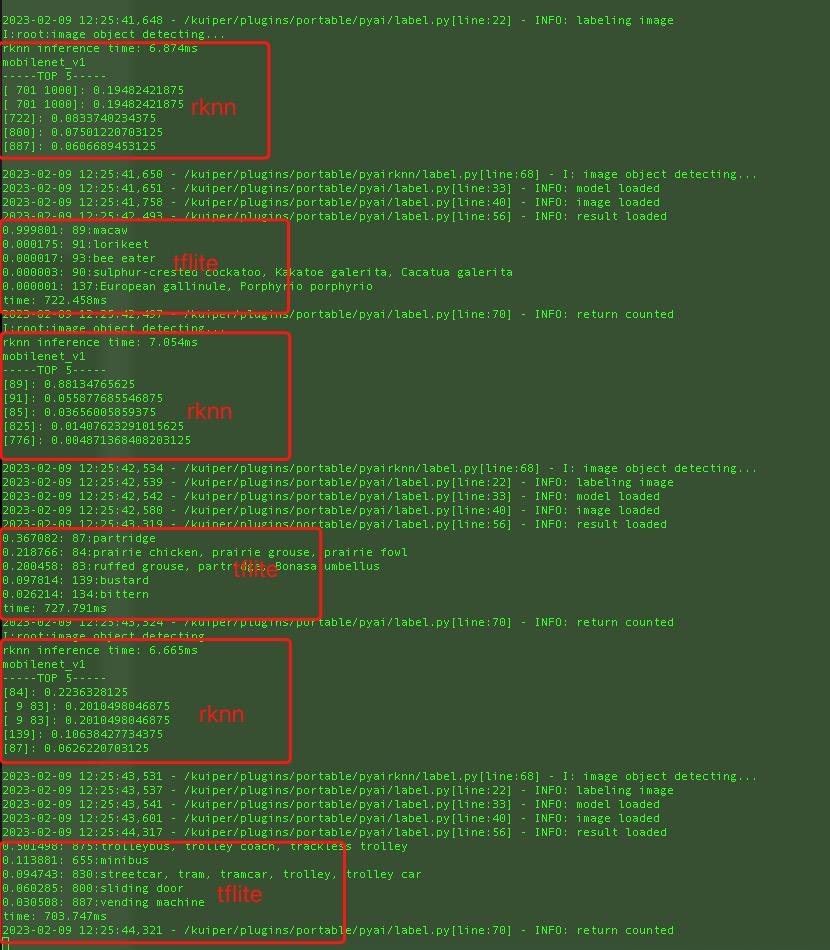 2023-02-09 12:25:41,648 - /kuiper/plugins/portable/pyai/label.py[line:22] - INFO: labeling image
I:root:image object detecting...
rknn inference time: 6.874ms
mobilenet_v1
-----TOP 5-----
[ 701 1000]: 0.19482421875
[ 701 1000]: 0.19482421875
rknn
[722]: 0.0833740234375
[800]: 0.07501220703125
[887]: 0.0606689453125
2023-02-09 12:25:41,650 - /kuiper/plugins/portable/pyairknn/label.py[line:68] - I: image object detecting...
2023-02-09 12:25:41,651 - /kuiper/plugins/portable/pyai/label.py[line:33] - INFO: model loaded
2023-02-09 12:25:41,758 - /kuiper/plugins/portable/pyai/label.py[line:40] - INFO: image loaded
2023-02-09 12:25:42,493 - /kuiper/plugins/portable/pyai/label.py[line:56] - INFO: result loaded
0.999801: 89:macaw
0.000175: 91:lorikeet
0.000017: 93:bee eater
tflite
0.000003: 90:sulphur-crested cockatoo, Kakatoe galerita, Cacatua galerita
0.000001: 137:European gallinule, Porphyrio porphyrio
time: 722.458ms
2023-02-09 12:25:42,497 - /kuiper/plugins/portable/pyai/label.py[line:70] - INFO: return counted
I:root:image object detecting...
rknn inference time: 7.054ms
mobilenet_v1
-----TOP 5-----
[89]: 0.88134765625
[91]: 0.055877685546875
[85]: 0.03656005859375
rknn
[825]: 0.01407623291015625
[776]: 0.004871368408203125
2023-02-09 12:25:42,534 - /kuiper/plugins/portable/pyairknn/label.py[line:68] - I: image object detecting...
2023-02-09 12:25:42,539 - /kuiper/plugins/portable/pyai/label.py[line:22] - INFO: labeling image
2023-02-09 12:25:42,542 - /kuiper/plugins/portable/pyai/label.py[line:33] - INFO: model loaded
2023-02-09 12:25:42,580 - /kuiper/plugins/portable/pyai/label.py[line:40] - INFO: image loaded
2023-02-09 12:25:43,319 - /kuiper/plugins/portable/pyai/label.py[line:56] - INFO: result loaded
0.367082: 87:partridge
0.218766: 84:prairie chicken, prairie grouse, prairie fowl
0.200458: 83:ruffed grouse, partridge, Bonasa umbellus
tflite
0.097814: 139:bustard
0.026214: 134:bittern
time: 727.791ms
2023-02-09 12:25:43,324 - /kuiper/plugins/portable/pyai/label.py[line:70] - INFO: return counted
I:root:image object detecting
rknn inference time: 6.665ms
mobilenet_v1
-----TOP 5-----
[84]: 0.2236328125
[ 9 83]: 0.2010498046875
[ 9 83]: 0.2010498046875
rknn
[139]: 0.10638427734375
[87]: 0.0626220703125
2023-02-09 12:25:43,531 - /kuiper/plugins/portable/pyairknn/label.py[line:68] - I: image object detecting...
2023-02-09 12:25:43,537 - /kuiper/plugins/portable/pyai/label.py[line:22] - INFO: labeling image
2023-02-09 12:25:43,541 - /kuiper/plugins/portable/pyai/label.py[line:33] - INFO: model loaded
2023-02-09 12:25:43,601 - /kuiper/plugins/portable/pyai/label.py[line:40] - INFO: image loaded
2023-02-09 12:25:44,317 - /kuiper/plugins/portable/pyai/label.py[line:56] - INFO: result loaded
0.501498: 875:trolleybus, trolley coach, trackless trolley
0.113881: 655:minibus
0.094743: 830:streetcar, tram, tramcar, trolley, trolley car
0.060285: 800:sliding door
tflite
0.030508: 887:vending machine
time: 703.747ms
2023-02-09 12:25:44,321 - /kuiper/plugins/portable/pyai/label.py[line:70] - INFO: return counted